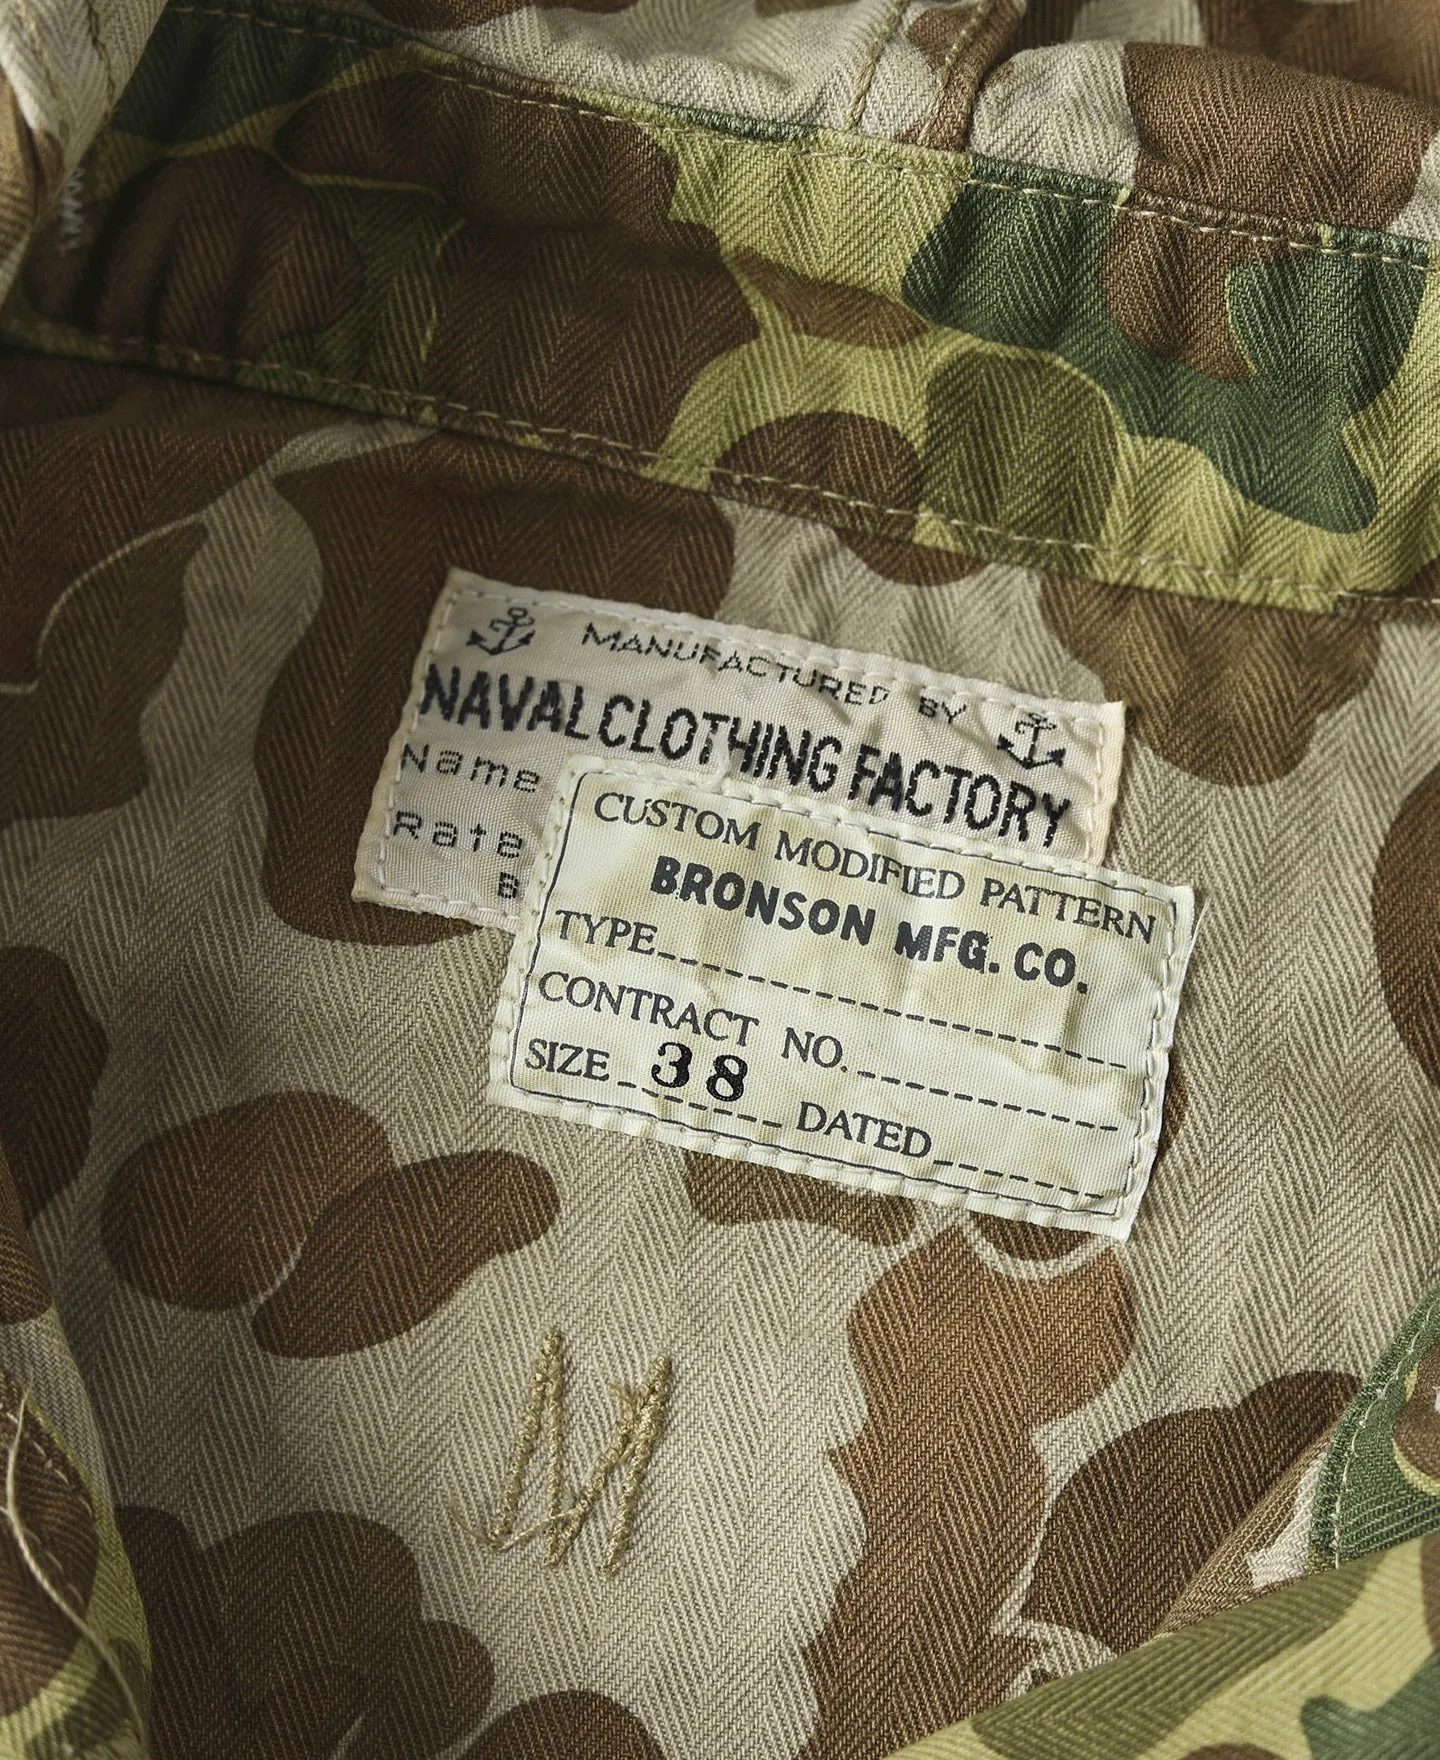 MANUFACTURED BY
NAVAL CLOTHING FACTORY
Name
Rate
B
CUSTOM MODIFIED PATTERN
BRONSON MFG. CO.
TYPE
CONTRACT NO.
SIZE 38 DATED
M